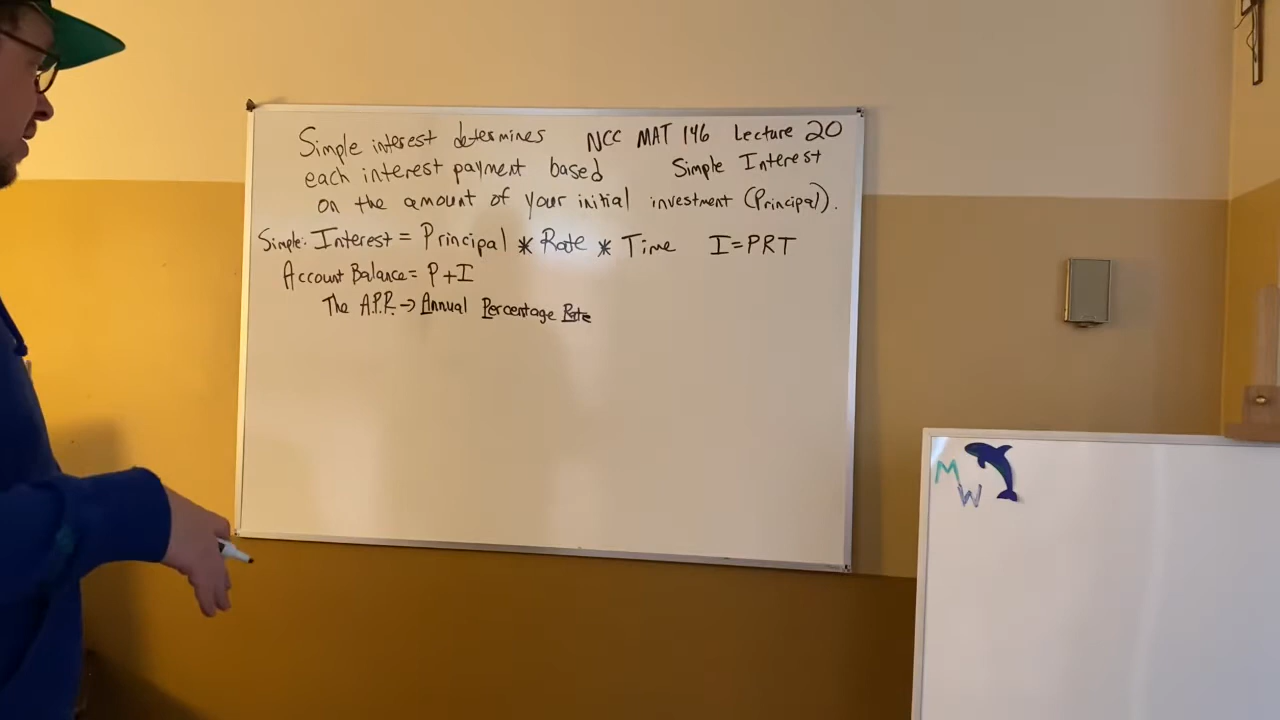 Simple interest determines
NCC MAT 146 Lecture 20
Simple Interest
each interest payment based
on the amount of your initial investment (Principal).
Simple: Interest = Principal * Rate * Time I=PRT
Account Balance= P+I
The A.P.R. → Annual Percentage Rate
M
W